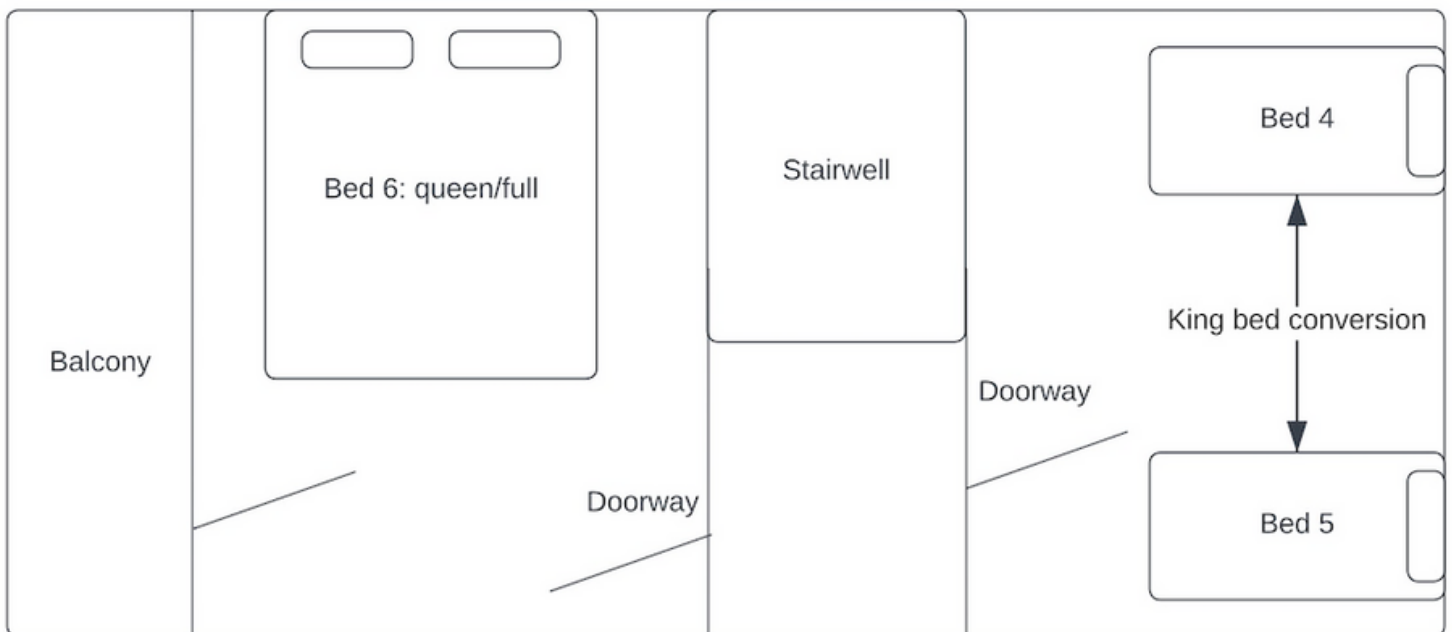 Bed 4
Stairwell
Bed 6: queen/full
King bed conversion
Balcony
Doorway
Doorway
Bed 5